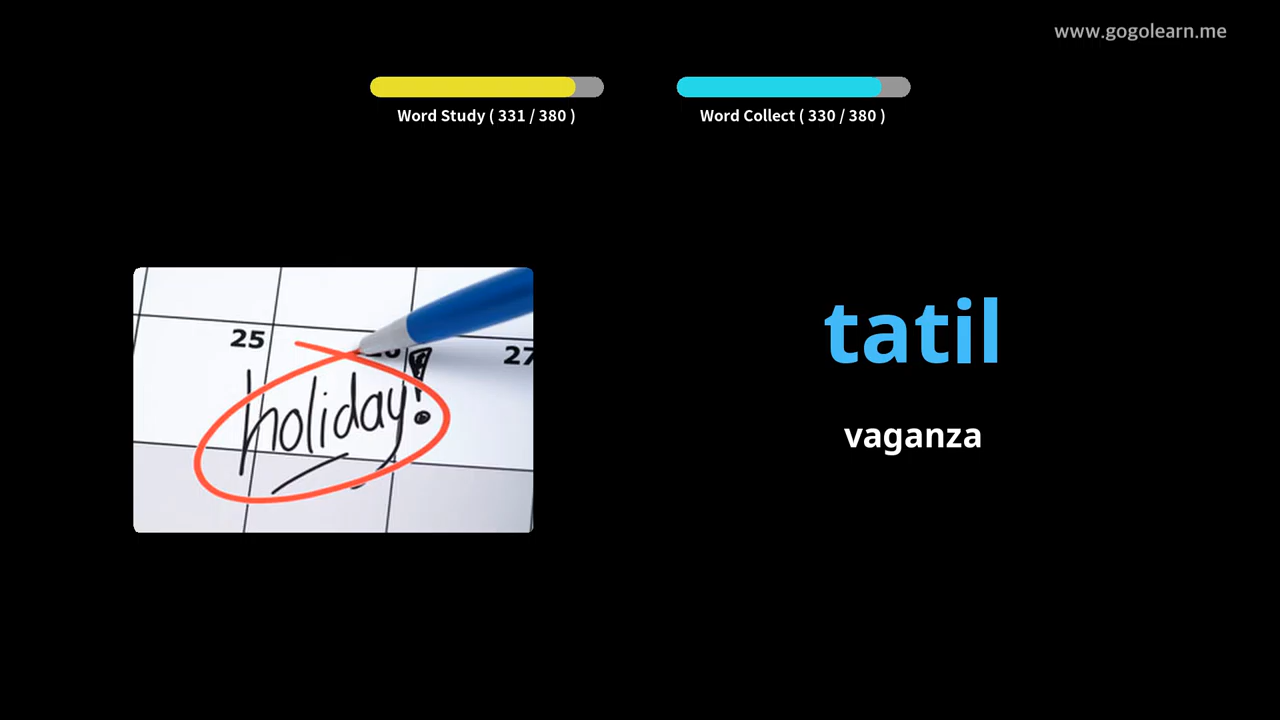 www.gogolearn.me
Word Study ( 331 / 380 )
Word Collect ( 330 / 380 )
25
27
holiday!
tatil
vaganza